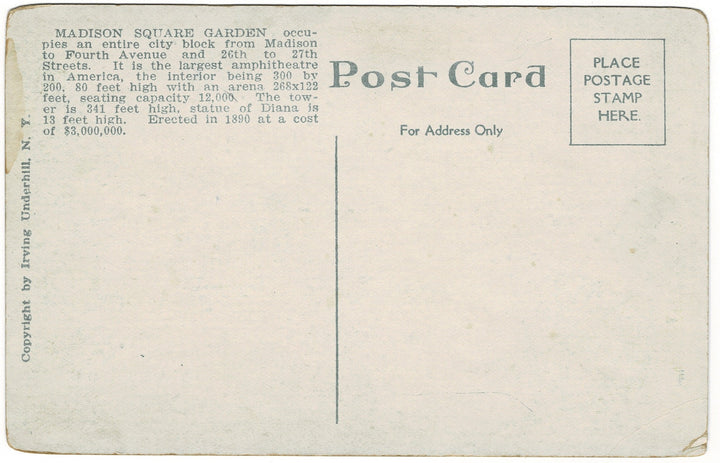 MADISON SQUARE GARDEN occu-
pies an entire city block from Madison
to Fourth Avenue and 26th to 27th
Streets. It is the largest amphitheatre
in America, the interior being 300 by
200, 80 feet high with an arena 268x122
feet, seating capacity 12,000. The tow-
er is 341 feet high, statue of Diana is
13 feet high. Erected in 1890 at a cost
of $3,000,000.
Post Card
For Address Only
PLACE
POSTAGE
STAMP
HERE.
Copyright by Irving Underhill, N. Y.